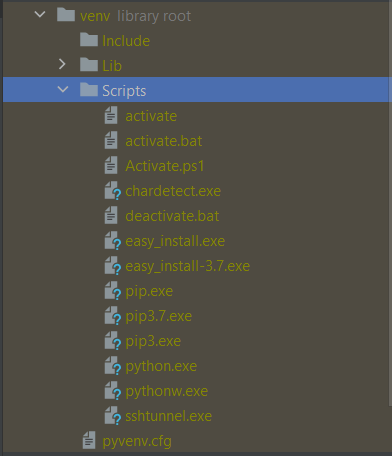 venv library root
Include
Lib
Scripts
activate
activate.bat
Activate.ps1
chardetect.exe
deactivate.bat
easy_install.exe
easy_install-3.7.exe
pip.exe
pip3.7.exe
pip3.exe
python.exe
pythonw.exe
sshtunnel.exe
pyvenv.cfg